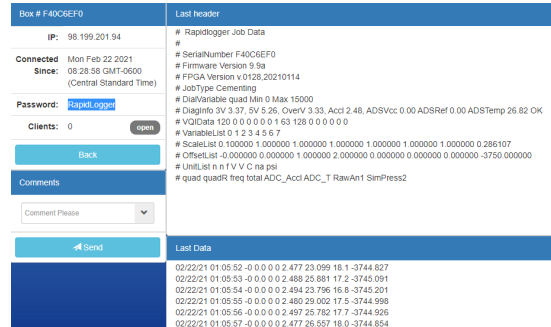 Box # F40C6EF0
IP: 98.199.201.94
Connected Since: Mon Feb 22 2021
08:28:58 GMT-0600
(Central Standard Time)
Password: RapidLogger
Clients: 0 open
Back
Comments
Comment Please
Send
Last header
# Rapidlogger Job Data
#
# SerialNumber F40C6EF0
# Firmware Version 9.9a
# FPGA Version v.0128,20210114
# JobType Cementing
# DialVariable quad Min 0 Max 15000
# DiagInfo 3V 3.37, 5V 5.26, OverV 3.33, Accl 2.48, ADSVcc 0.00 ADSRef 0.00 ADSTemp 26.82 OK
# VQIData 120 0 0 0 0 0 1 63 128 0 0 0 0 0 0
# VariableList 0 1 2 3 4 5 6 7
# ScaleList 0.100000 1.000000 1.000000 1.000000 1.000000 1.000000 1.000000 0.286107
# OffsetList -0.000000 0.000000 1.000000 2.000000 0.000000 0.000000 0.000000 -3750.000000
# UnitList n n f V V C na psi
# quad quadR freq total ADC_Accl ADC_T RawAn1 SimPress2
Last Data
02/22/21 01:05:52 -0 0.0 0 0 2.477 23.099 18.1 -3744.827
02/22/21 01:05:53 -0 0.0 0 0 2.488 25.881 17.2 -3745.091
02/22/21 01:05:54 -0 0.0 0 0 2.494 23.796 16.8 -3745.201
02/22/21 01:05:55 -0 0.0 0 0 2.480 29.002 17.5 -3744.998
02/22/21 01:05:56 -0 0.0 0 0 2.497 25.782 17.7 -3744.926
02/22/21 01:05:57 -0 0.0 0 0 2.477 26.557 18.0 -3744.854